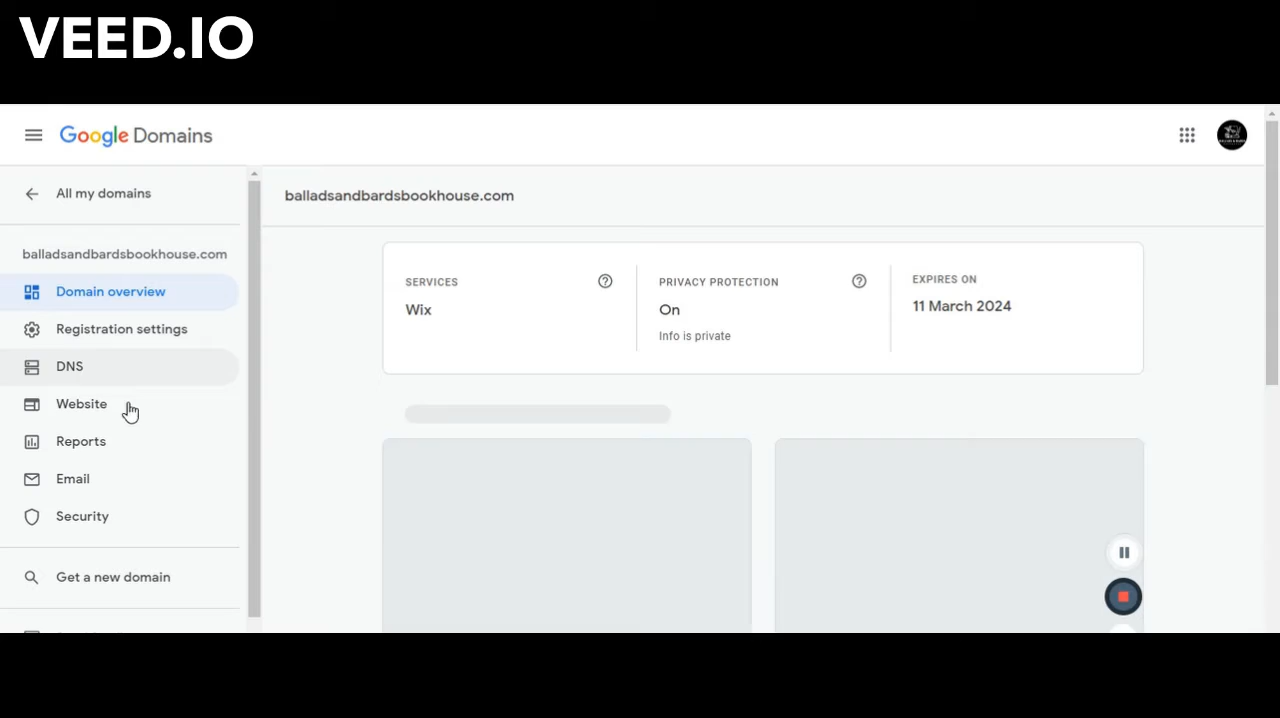 VEED.IO
Google Domains
All my domains
balladsandbardsbookhouse.com
balladsandbardsbookhouse.com
Domain overview
Registration settings
DNS
Website
Reports
Email
Security
Get a new domain
SERVICES
Wix
PRIVACY PROTECTION
On
Info is private
EXPIRES ON
11 March 2024